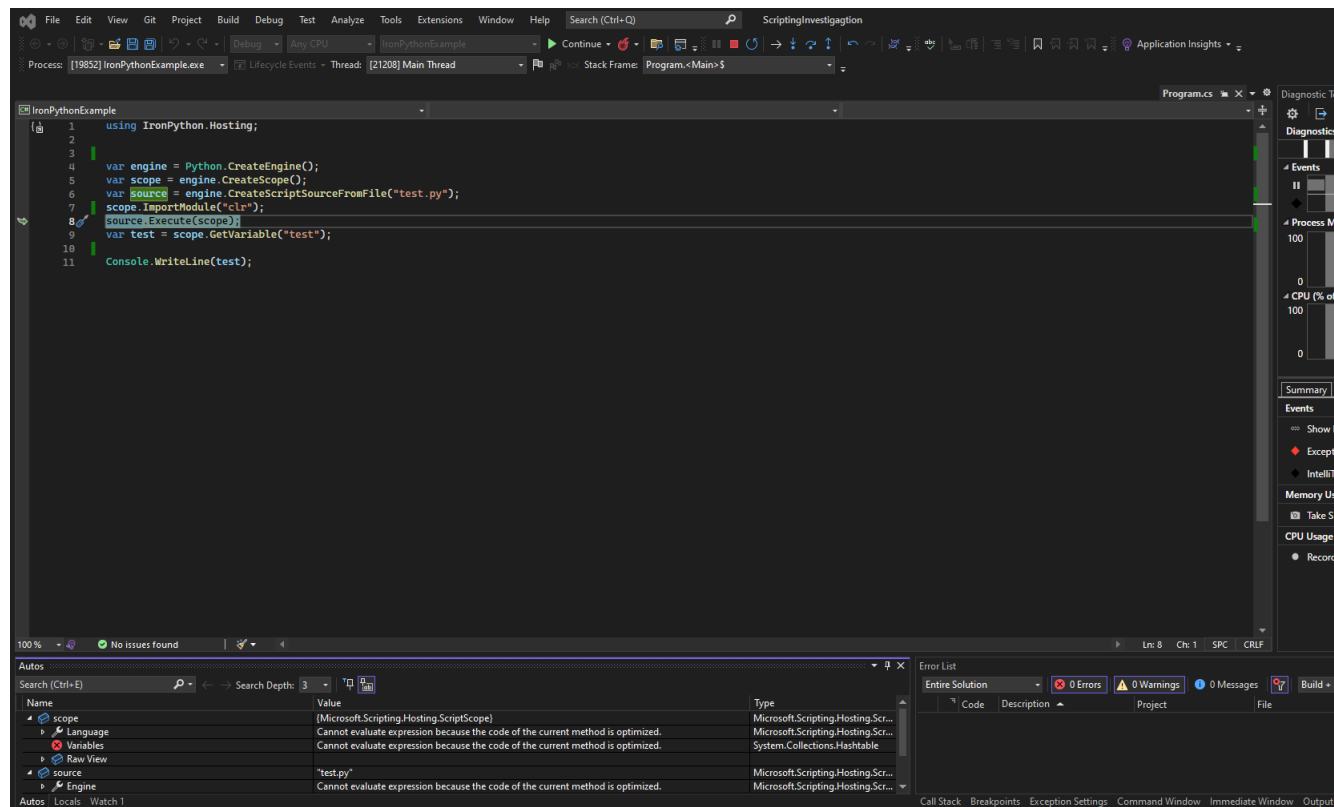 File Edit View Git Project Build Debug Test Analyze Tools Extensions Window Help Search (Ctrl+Q) ScriptingInvestigagtion
Debug Any CPU IronPythonExample Continue Application Insights
Process: [19852] IronPythonExample.exe Lifecycle Events Thread: [21208] Main Thread Stack Frame: Program.<Main>$
Program.cs Diagnostic T
IronPythonExample
1 using IronPython.Hosting;
2
3
4 var engine = Python.CreateEngine();
5 var scope = engine.CreateScope();
6 var source = engine.CreateScriptSourceFromFile("test.py");
7 scope.ImportModule("clr");
8 source.Execute(scope);
9 var test = scope.GetVariable("test");
10
11 Console.WriteLine(test);
Diagnostics
Events
Process M
100
0
CPU (% of
100
0
Summary
Events
Show
Except
IntelliT
Memory Us
Take S
CPU Usage
Record
100 % No issues found Ln: 8 Ch: 1 SPC CRLF
Autos
Search (Ctrl+E) Search Depth: 3
Name Value Type
scope {Microsoft.Scripting.Hosting.ScriptScope} Microsoft.Scripting.Hosting.Scr...
Language Cannot evaluate expression because the code of the current method is optimized. Microsoft.Scripting.Hosting.Scr...
Variables Cannot evaluate expression because the code of the current method is optimized. System.Collections.Hashtable
Raw View
source "test.py" Microsoft.Scripting.Hosting.Scr...
Engine Cannot evaluate expression because the code of the current method is optimized. Microsoft.Scripting.Hosting.Scr...
Autos Locals Watch 1
Error List
Entire Solution 0 Errors 0 Warnings 0 Messages Build +
Code Description Project File
Call Stack Breakpoints Exception Settings Command Window Immediate Window Output